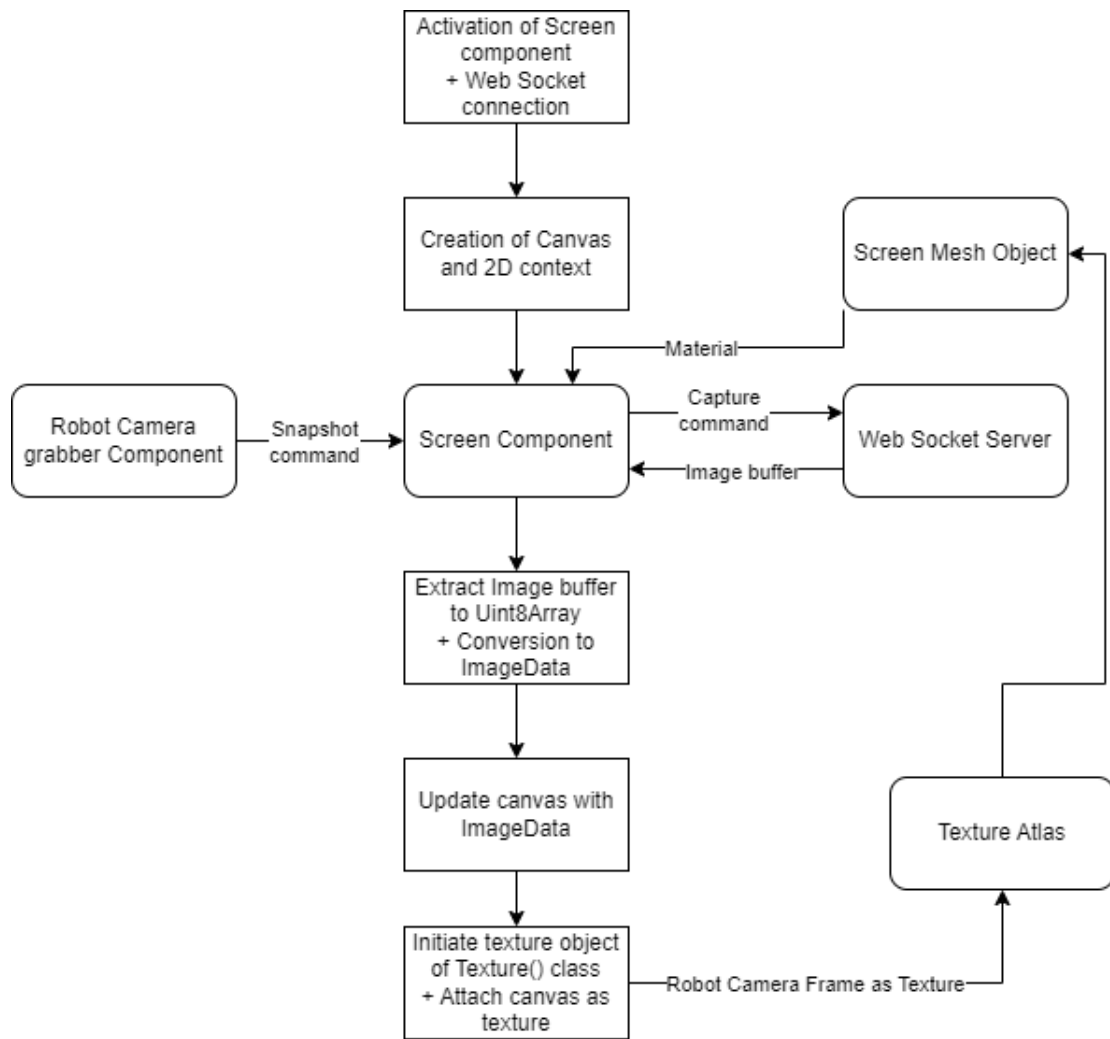 Activation of Screen
component
+ Web Socket
connection
Creation of Canvas
and 2D context
Screen Mesh Object
Material
Robot Camera
grabber Component
Snapshot
command
Screen Component
Capture
command
Image buffer
Web Socket Server
Extract Image buffer
to Uint8Array
+ Conversion to
ImageData
Update canvas with
ImageData
Texture Atlas
Initiate texture object
of Texture() class
+ Attach canvas as
texture
Robot Camera Frame as Texture